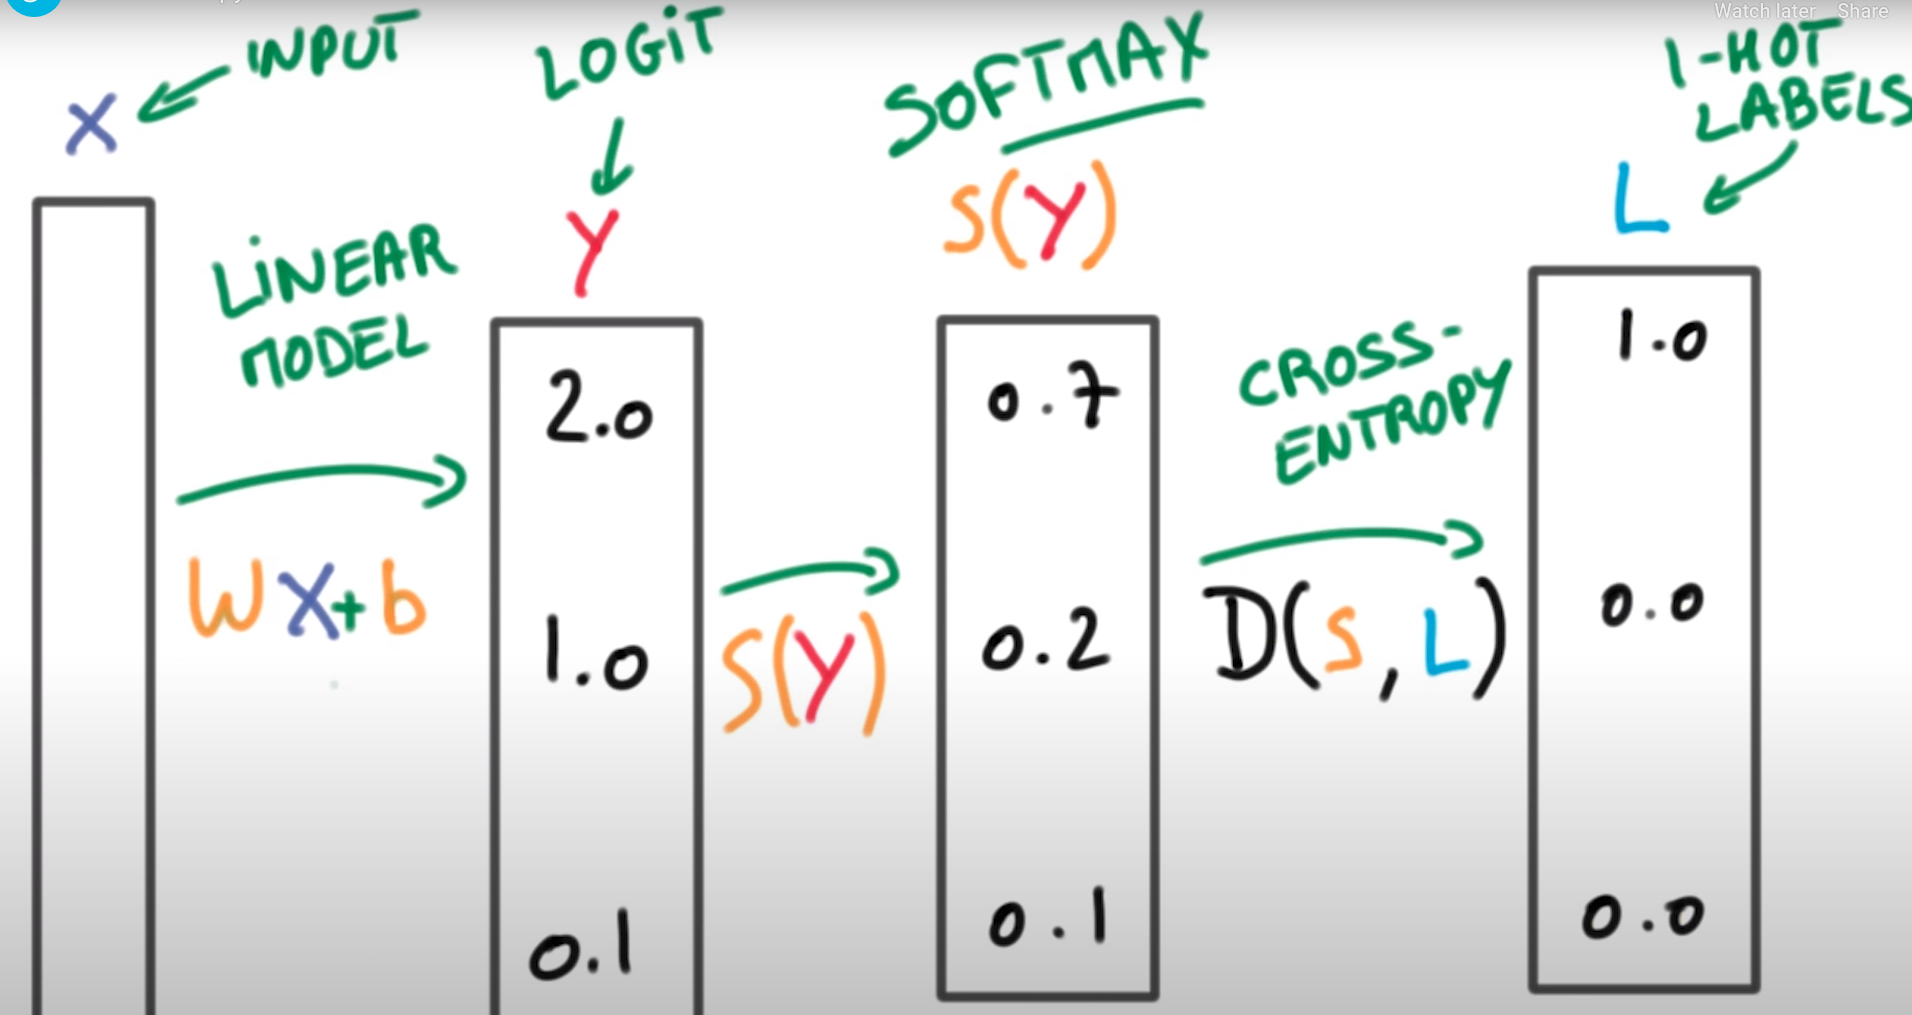 Watch later Share
INPUT
X
LINEAR
MODEL
WX+b
LOGIT
Y
2.0
1.0
0.1
S(Y)
SOFTMAX
S(Y)
0.7
0.2
0.1
CROSS-
ENTROPY
D(S,L)
1-HOT
LABELS
L
1.0
0.0
0.0